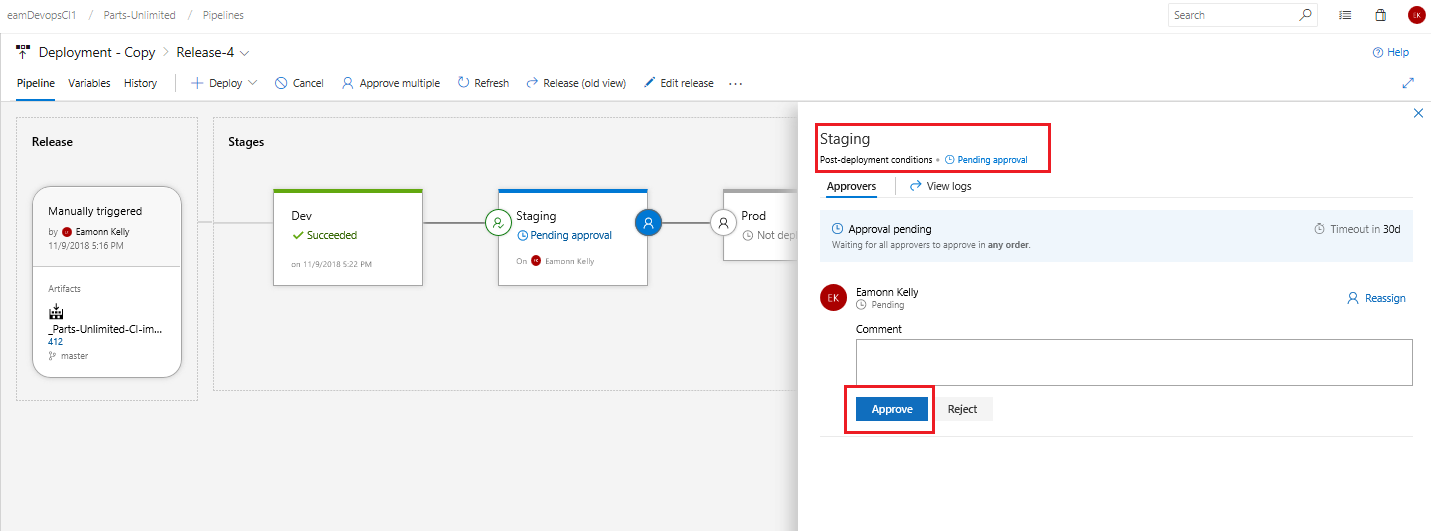 eamDevopsCI1 / Parts-Unlimited / Pipelines
Search
EK
Deployment - Copy > Release-4
Help
Pipeline Variables History Deploy Cancel Approve multiple Refresh Release (old view) Edit release ...
Release
Manually triggered
by Eamonn Kelly
11/9/2018 5:16 PM
Artifacts
_Parts-Unlimited-CI-im...
412
master
Stages
Dev
Succeeded
on 11/9/2018 5:22 PM
Staging
Pending approval
On EK Eamonn Kelly
Prod
Not depl
Staging
Post-deployment conditions • Pending approval
Approvers View logs
Approval pending
Timeout in 30d
Waiting for all approvers to approve in any order.
EK
Eamonn Kelly
Pending
Reassign
Comment
Approve Reject